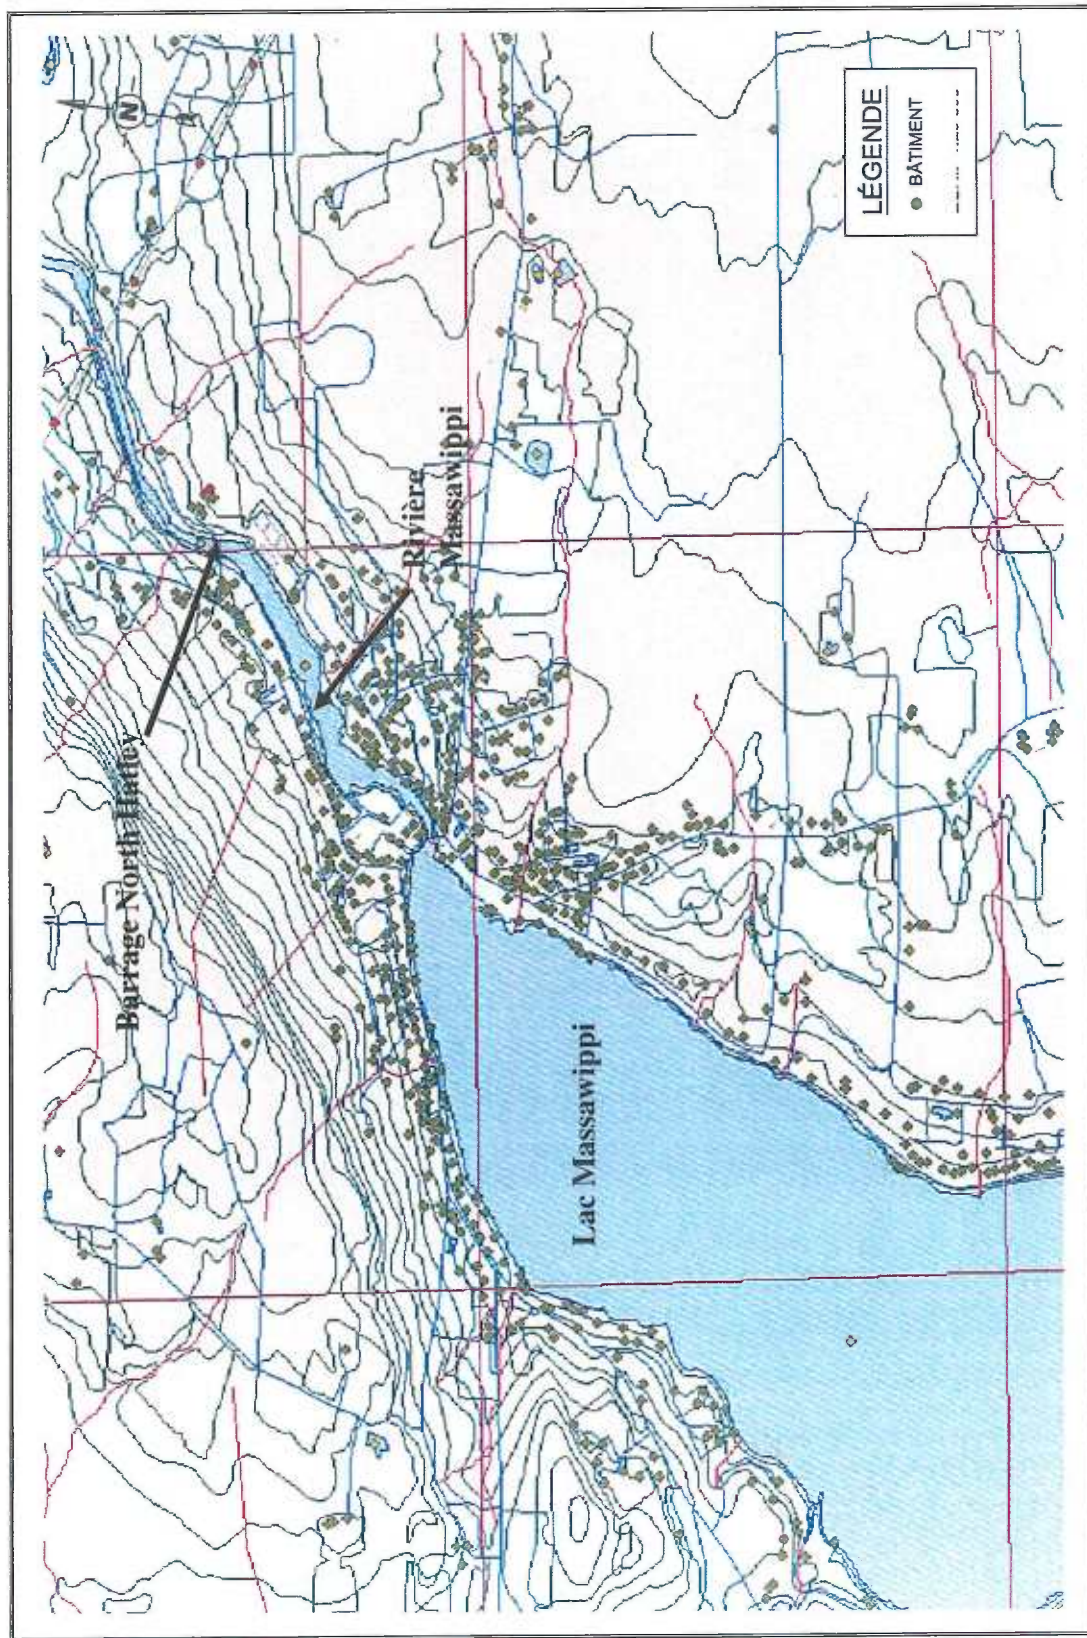 Barrage North Hatley
Rivière
Massawippi
Lac Massawippi
N
LÉGENDE
BÂTIMENT